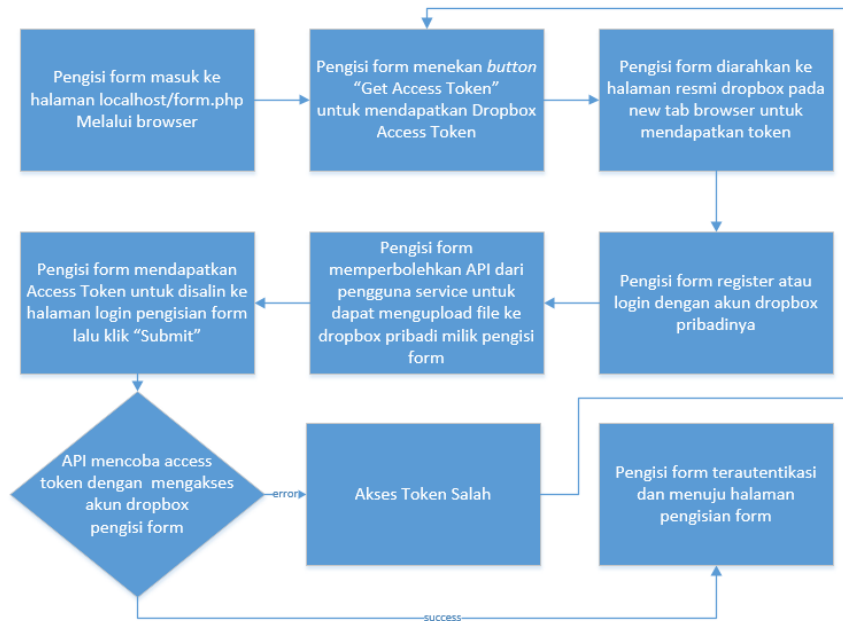 Pengisi form masuk ke
halaman localhost/form.php
Melalui browser
Pengisi form menekan button
“Get Access Token”
untuk mendapatkan Dropbox
Access Token
Pengisi form diarahkan ke
halaman resmi dropbox pada
new tab browser untuk
mendapatkan token
Pengisi form register atau
login dengan akun dropbox
pribadinya
Pengisi form
memperbolehkan API dari
pengguna service untuk
dapat mengupload file ke
dropbox pribadi milik pengisi
form
Pengisi form mendapatkan
Access Token untuk disalin ke
halaman login pengisian form
lalu klik “Submit”
API mencoba access
token dengan mengakses
akun dropbox
pengisi form
error
Akses Token Salah
success
Pengisi form terautentikasi
dan menuju halaman
pengisian form